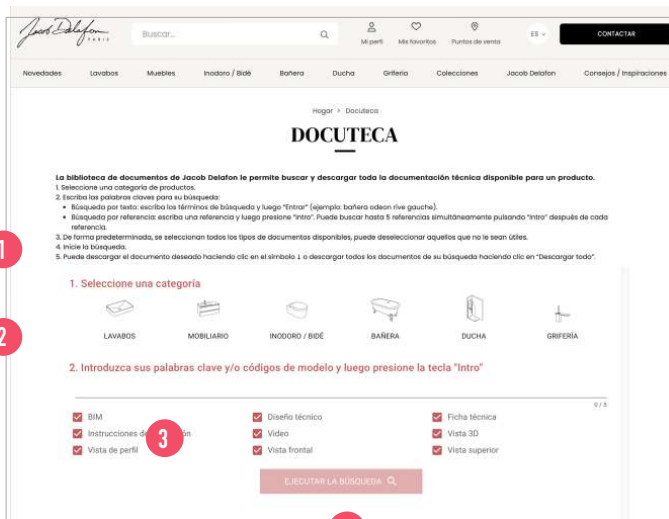 Jacob Delafon
PARIS
Buscar...
Mi perfil
Mis favoritos
Puntos de venta
ES
CONTACTAR
Novedades Lavabos Muebles Inodoro / Bidé Bañera Ducha Grifería Colecciones Jacob Delafon Consejos / Inspiraciones
Hogar > Docuteca
DOCUTECA
La biblioteca de documentos de Jacob Delafon le permite buscar y descargar toda la documentación técnica disponible para un producto.
1. Seleccione una categoría de productos.
2. Escriba las palabras claves para su búsqueda:
• Búsqueda por texto: escriba los términos de búsqueda y luego "Entrar" (ejemplo: bañera odeon rive gauche).
• Búsqueda por referencia: escriba una referencia y luego presione "intro". Puede buscar hasta 5 referencias simultáneamente pulsando "intro" después de cada
referencia.
3. De forma predeterminada, se seleccionan todos los tipos de documentos disponibles, puede deseleccionar aquellos que no le sean útiles.
4. Inicie la búsqueda.
5. Puede descargar el documento deseado haciendo clic en el símbolo ↓ o descargar todos los documentos de su búsqueda haciendo clic en "Descargar todo".
1
1. Seleccione una categoría
2
LAVABOS MOBILIARIO INODORO / BIDÉ BAÑERA DUCHA GRIFERÍA
2. Introduzca sus palabras clave y/o códigos de modelo y luego presione la tecla "Intro"
0 / 5
BIM Diseño técnico Ficha técnica
Instrucciones de 3 Video Vista 3D
Vista de perfil Vista frontal Vista superior
EJECUTAR LA BÚSQUEDA